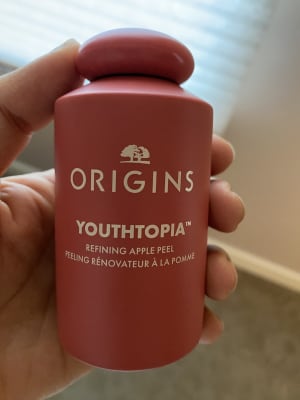 ORIGINS
YOUTHTOPIA™
REFINING APPLE PEEL
PEELING RÉNOVATEUR À LA POMME